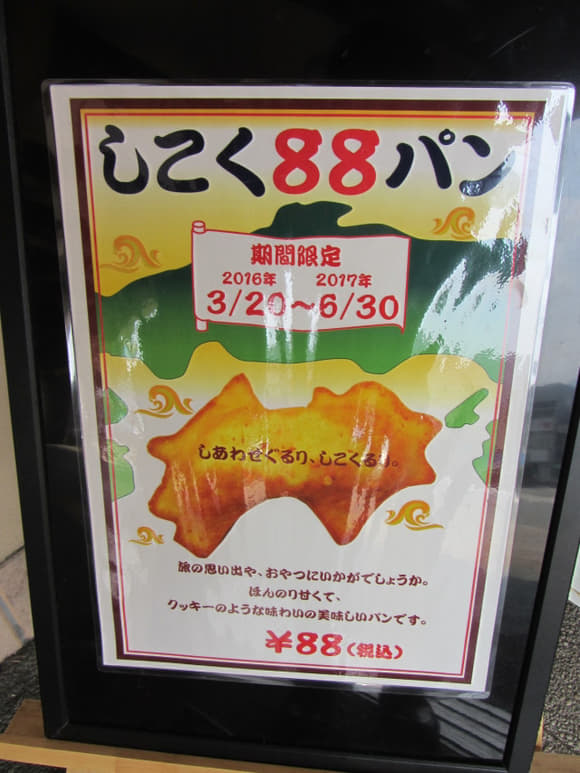 しこく88パン
期間限定
2016年 2017年
3/20～6/30
しあわせぐるり、しこくるり。
旅の思い出や、おやつにいかがでしょうか。
ほんのり甘くて、
クッキーのような味わいの美味しいパンです。
¥88(税込)